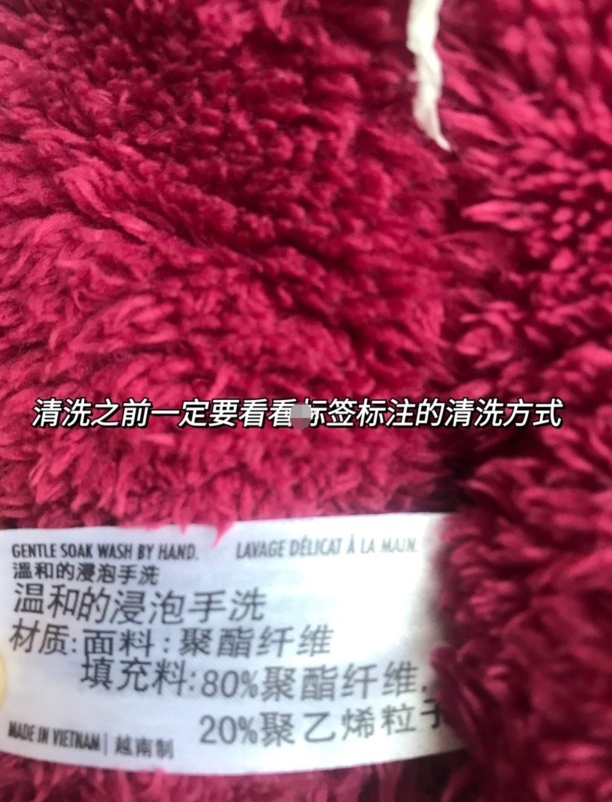 清洗之前一定要看看标签标注的清洗方式
GENTLE SOAK WASH BY HAND. LAVAGE DÉLICAT À LA MAIN.
溫和的浸泡手洗
温和的浸泡手洗
材质:面料:聚酯纤维
填充料:80%聚酯纤维,
20%聚乙烯粒子
MADE IN VIETNAM | 越南制